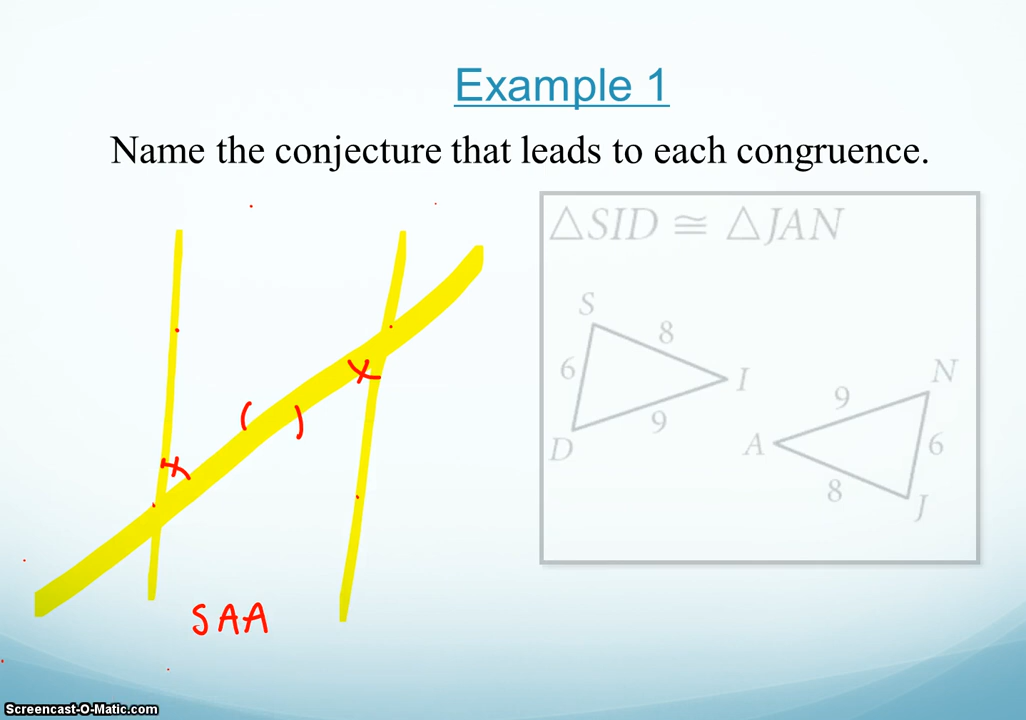 Example 1
Name the conjecture that leads to each congruence.
△SID ≅ △JAN
S
8
6
I
9
D
N
9
A
6
8
J
SAA
Screencast-O-Matic.com